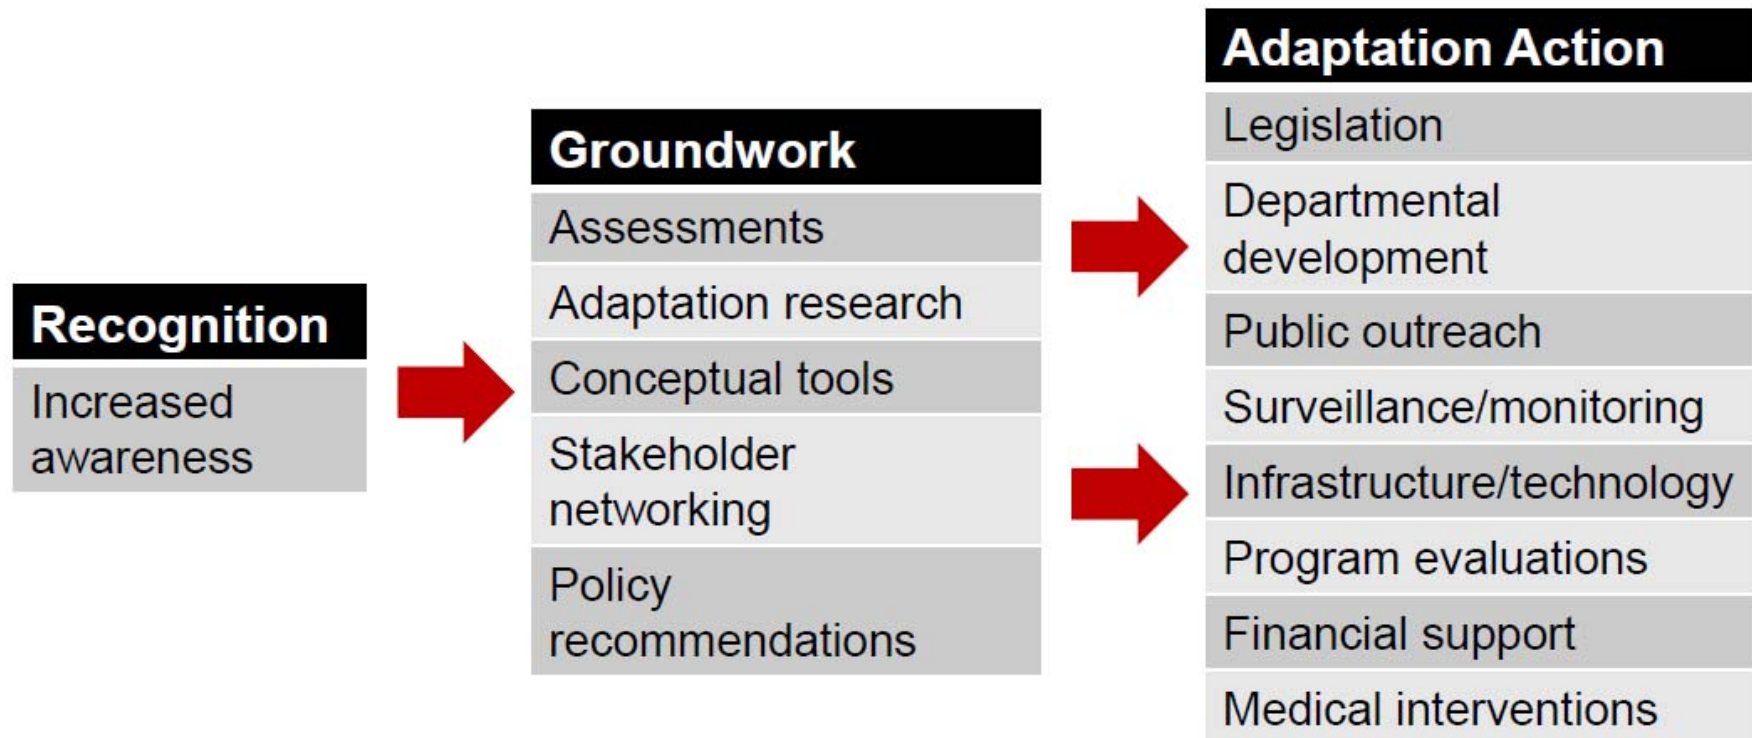 Recognition
Increased
awareness
Groundwork
Assessments
Adaptation research
Conceptual tools
Stakeholder
networking
Policy
recommendations
Adaptation Action
Legislation
Departmental
development
Public outreach
Surveillance/monitoring
Infrastructure/technology
Program evaluations
Financial support
Medical interventions